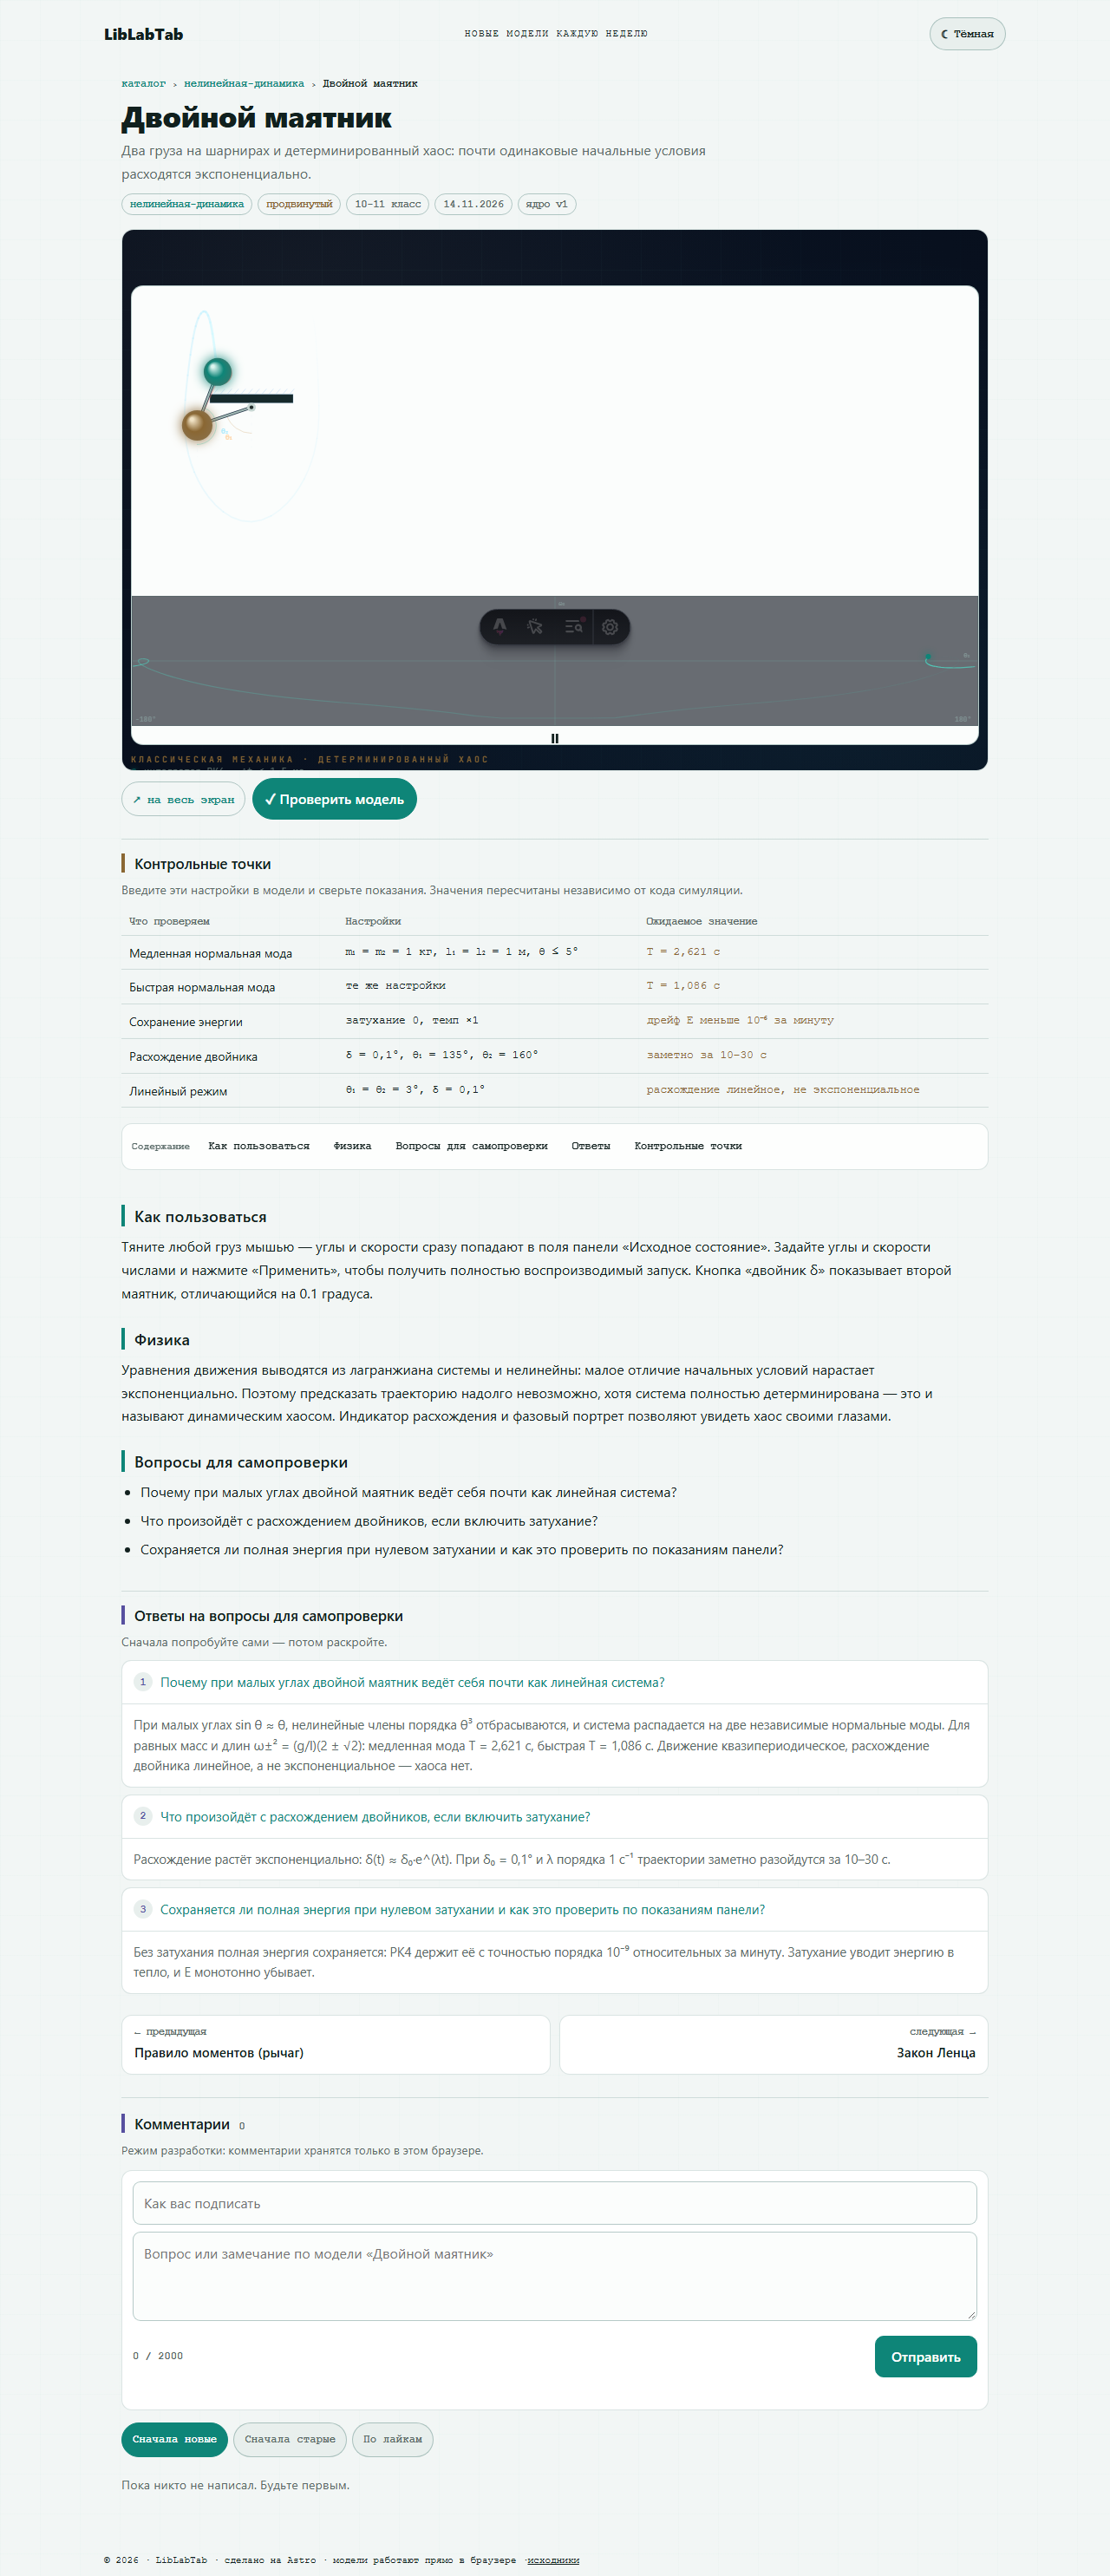 LibLabTab
НОВЫЕ МОДЕЛИ КАЖДУЮ НЕДЕЛЮ
☾ Тёмная
каталог › нелинейная-динамика › Двойной маятник
Двойной маятник
Два груза на шарнирах и детерминированный хаос: почти одинаковые начальные условия
расходятся экспоненциально.
нелинейная-динамика
продвинутый
10–11 класс
14.11.2026
ядро v1
-180°
180°
КЛАССИЧЕСКАЯ МЕХАНИКА · ДЕТЕРМИНИРОВАННЫЙ ХАОС
↗ на весь экран
✓ Проверить модель
Контрольные точки
Введите эти настройки в модели и сверьте показания. Значения пересчитаны независимо от кода симуляции.
Что проверяем Настройки Ожидаемое значение
Медленная нормальная мода m₁ = m₂ = 1 кг, l₁ = l₂ = 1 м, θ ≤ 5° T = 2,621 с
Быстрая нормальная мода те же настройки T = 1,086 с
Сохранение энергии затухание 0, темп ×1 дрейф E меньше 10⁻⁶ за минуту
Расхождение двойника δ = 0,1°, θ₁ = 135°, θ₂ = 160° заметно за 10–30 с
Линейный режим θ₁ = θ₂ = 3°, δ = 0,1° расхождение линейное, не экспоненциальное
Содержание Как пользоваться Физика Вопросы для самопроверки Ответы Контрольные точки
Как пользоваться
Тяните любой груз мышью — углы и скорости сразу попадают в поля панели «Исходное состояние». Задайте углы и скорости
числами и нажмите «Применить», чтобы получить полностью воспроизводимый запуск. Кнопка «двойник δ» показывает второй
маятник, отличающийся на 0.1 градуса.
Физика
Уравнения движения выводятся из лагранжиана системы и нелинейны: малое отличие начальных условий нарастает
экспоненциально. Поэтому предсказать траекторию надолго невозможно, хотя система полностью детерминирована — это и
называют динамическим хаосом. Индикатор расхождения и фазовый портрет позволяют увидеть хаос своими глазами.
Вопросы для самопроверки
• Почему при малых углах двойной маятник ведёт себя почти как линейная система?
• Что произойдёт с расхождением двойников, если включить затухание?
• Сохраняется ли полная энергия при нулевом затухании и как это проверить по показаниям панели?
Ответы на вопросы для самопроверки
Сначала попробуйте сами — потом раскройте.
1 Почему при малых углах двойной маятник ведёт себя почти как линейная система?
При малых углах sin θ ≈ θ, нелинейные члены порядка θ³ отбрасываются, и система распадается на две независимые нормальные моды. Для
равных масс и длин ω±² = (g/l)(2 ± √2): медленная мода T = 2,621 с, быстрая T = 1,086 с. Движение квазипериодическое, расхождение
двойника линейное, а не экспоненциальное — хаоса нет.
2 Что произойдёт с расхождением двойников, если включить затухание?
Расхождение растёт экспоненциально: δ(t) ≈ δ₀·e^(λt). При δ₀ = 0,1° и λ порядка 1 с⁻¹ траектории заметно разойдутся за 10–30 с.
3 Сохраняется ли полная энергия при нулевом затухании и как это проверить по показаниям панели?
Без затухания полная энергия сохраняется: РК4 держит её с точностью порядка 10⁻⁹ относительных за минуту. Затухание уводит энергию в
тепло, и E монотонно убывает.
← предыдущая
Правило моментов (рычаг)
следующая →
Закон Ленца
Комментарии 0
Режим разработки: комментарии хранятся только в этом браузере.
Как вас подписать
Вопрос или замечание по модели «Двойной маятник»
0 / 2000
Отправить
Сначала новые
Сначала старые
По лайкам
Пока никто не написал. Будьте первым.
© 2026 · LibLabTab · сделано на Astro · модели работают прямо в браузере ·исходники